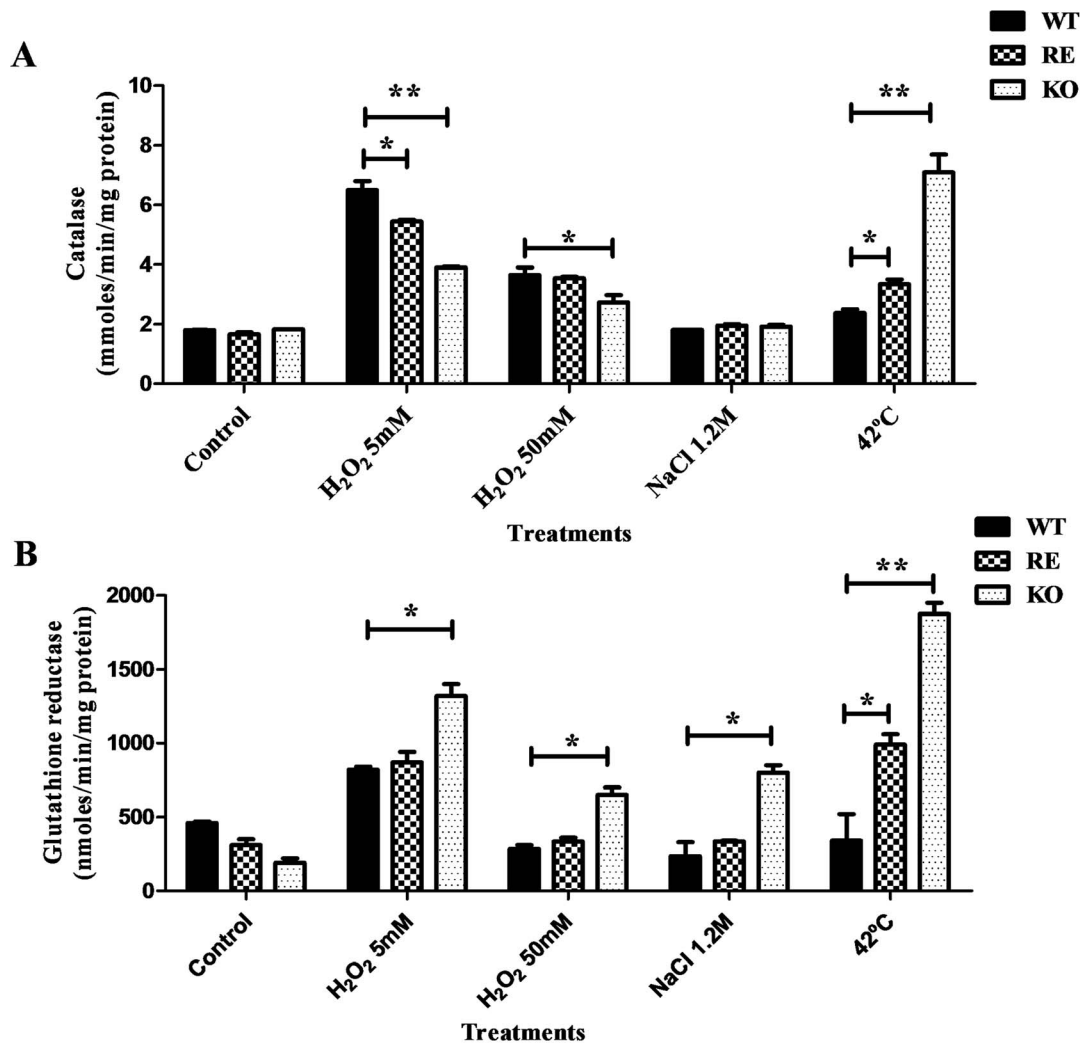 WT
RE
KO
A
Catalase
(mmoles/min/mg protein)
10
8
6
4
2
0
**
*
*
*
**
Control
H₂O₂ 5mM
H₂O₂ 50mM
NaCl 1.2M
42ºC
Treatments
WT
RE
KO
B
Glutathione reductase
(nmoles/min/mg protein)
2000
1500
1000
500
0
*
*
*
*
**
Control
H₂O₂ 5mM
H₂O₂ 50mM
NaCl 1.2M
42ºC
Treatments